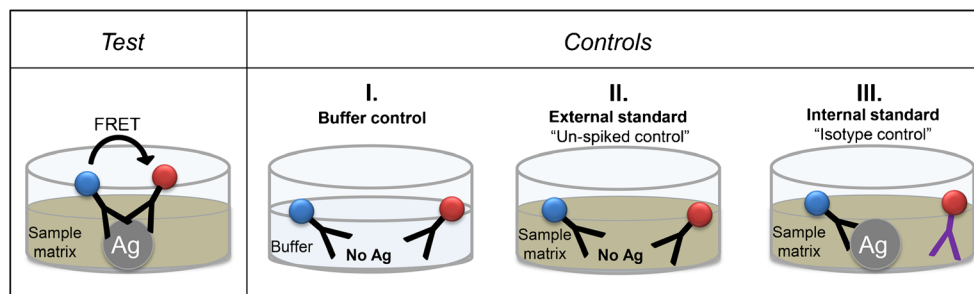 Test
Controls
FRET
Sample
matrix
Ag
I.
Buffer control
Buffer
No Ag
II.
External standard
“Un-spiked control”
Sample
matrix
No Ag
III.
Internal standard
“Isotype control”
Sample
matrix
Ag